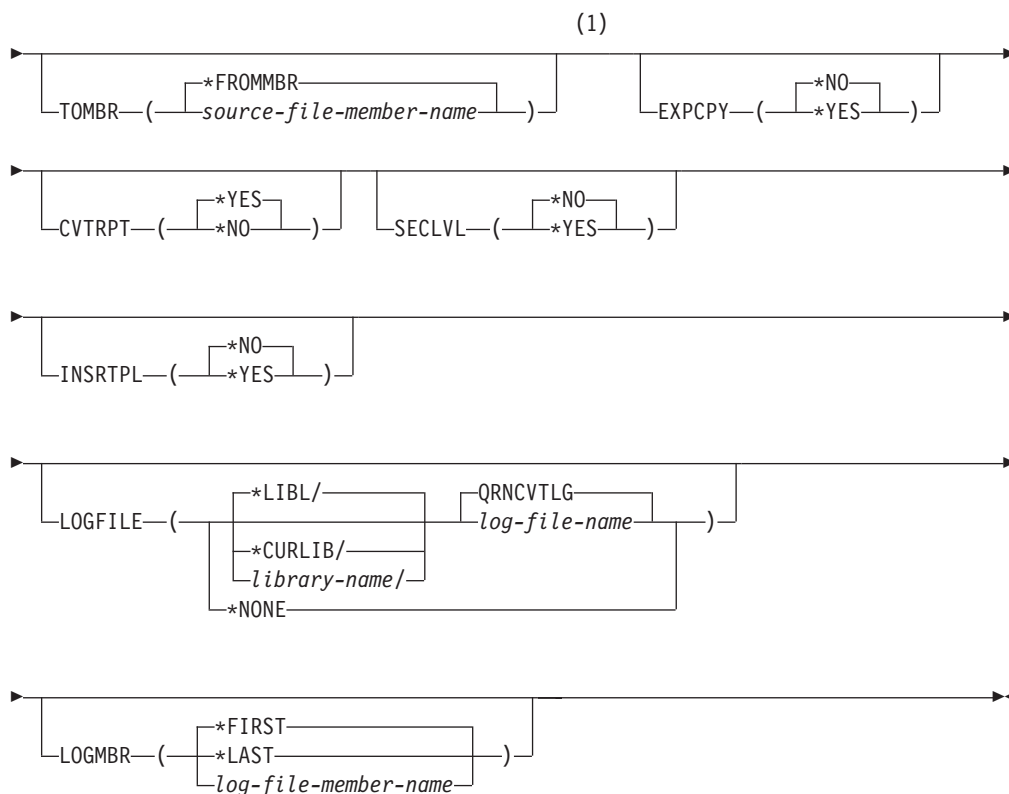 (1)
TOMBR ( *FROMMBR source-file-member-name ) EXPCPY ( *NO *YES )
CVTRPT ( *YES *NO ) SECLVL ( *NO *YES )
INSRTPL ( *NO *YES )
LOGFILE ( *LIBL/ *CURLIB/ library-name/ QRNCVTLG log-file-name *NONE )
LOGMBR ( *FIRST *LAST log-file-member-name )